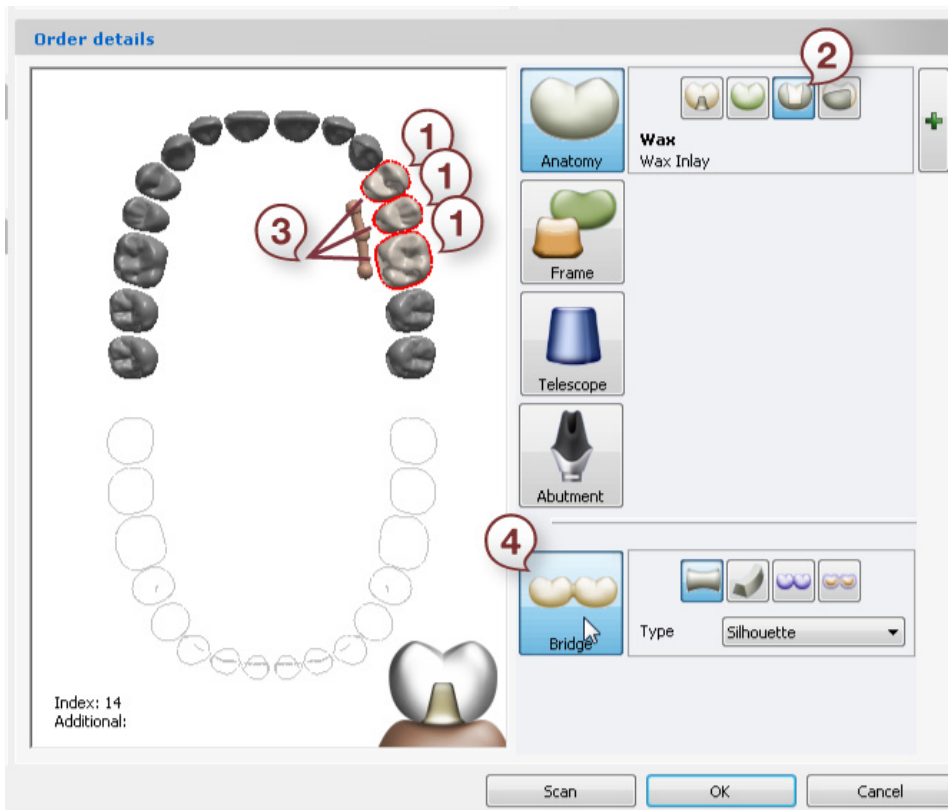 Order details
1
1
1
3
2
Anatomy
Wax
Wax Inlay
Frame
Telescope
Abutment
4
Bridge
Type
Silhouette
Index: 14
Additional:
Scan
OK
Cancel